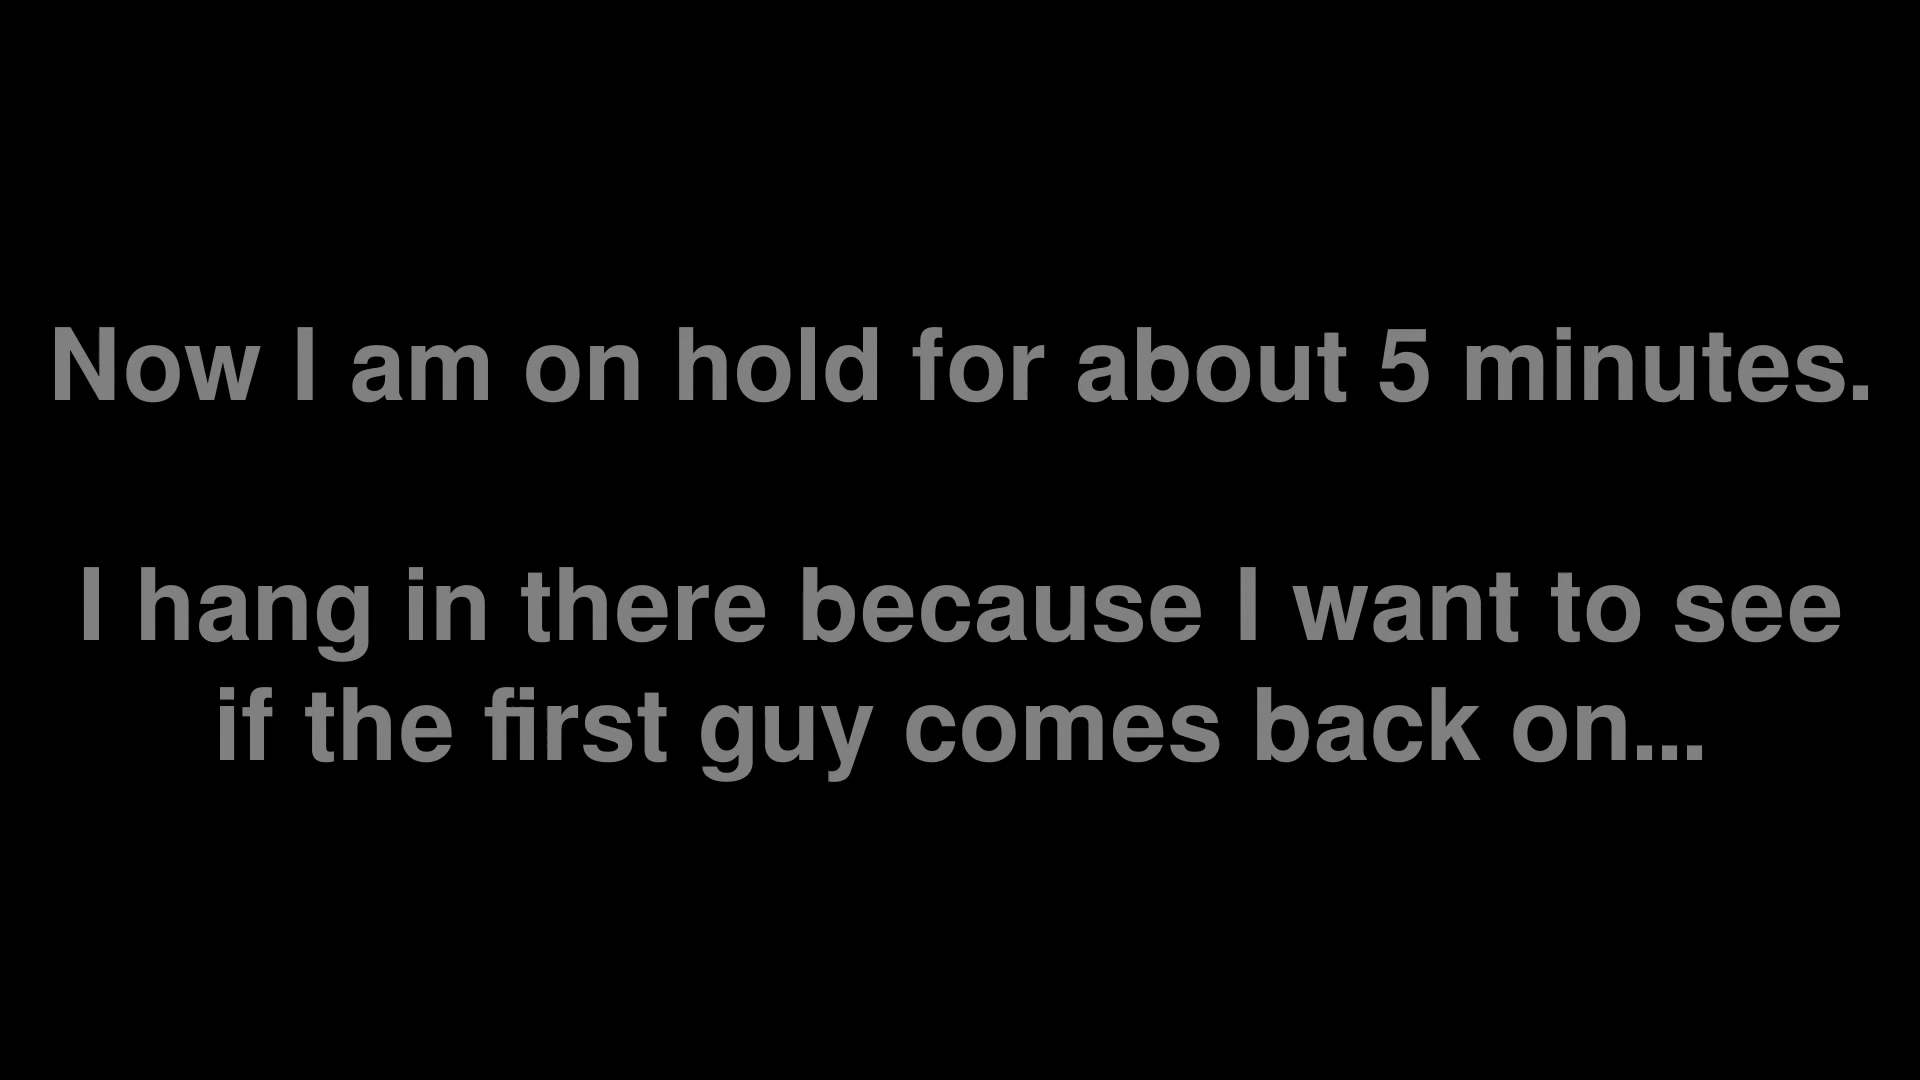 Now I am on hold for about 5 minutes.
I hang in there because I want to see
if the first guy comes back on...